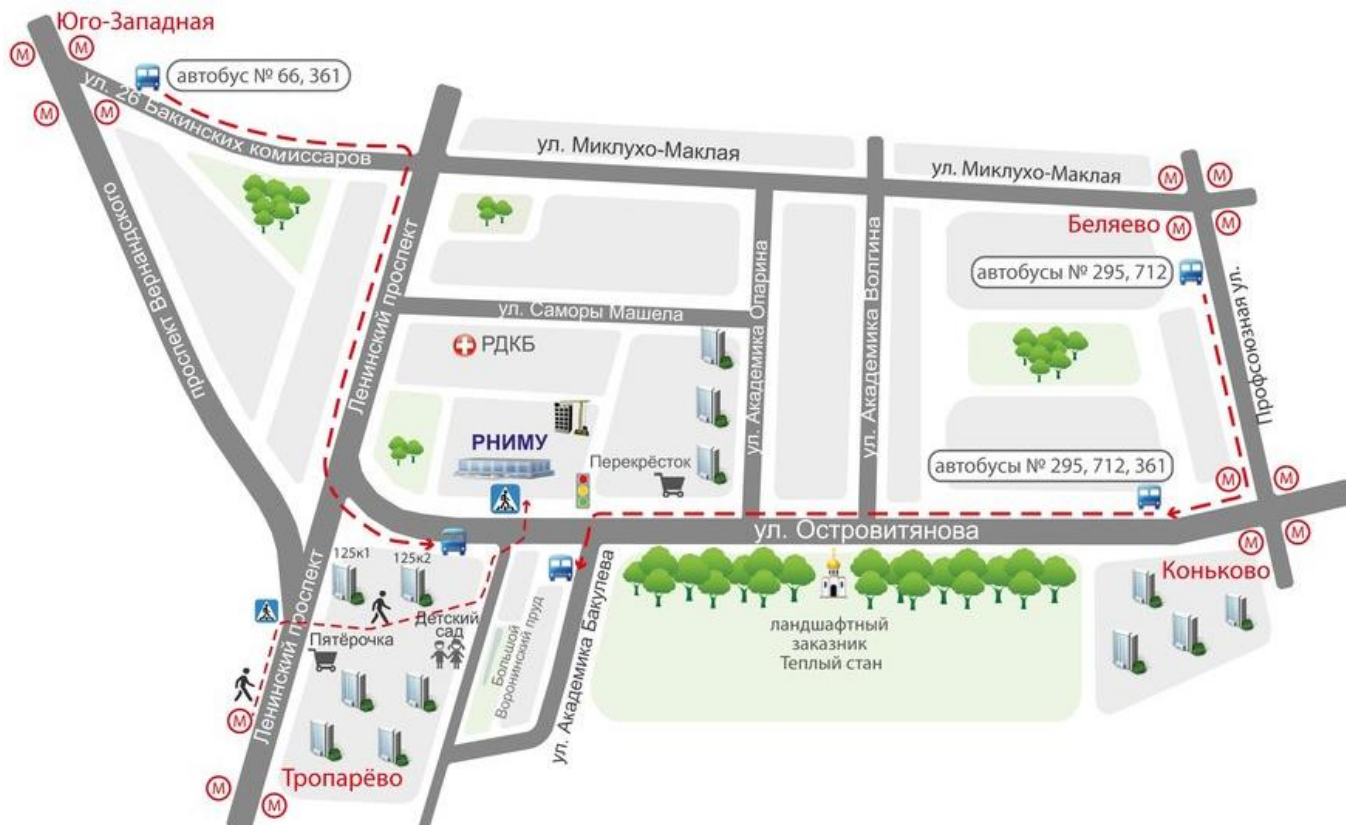 Юго-Западная
М
М
М
М
автобус № 66, 361
ул. 26 Бакинских комиссаров
ул. Миклухо-Маклая
ул. Миклухо-Маклая
М
М
М
М
Беляево
проспект Вернандского
Ленинский проспект
ул. Саморы Машела
ул. Академика Опарина
ул. Академика Волгина
Профсоюзная ул.
автобусы № 295, 712
РДКБ
РНИМУ
Перекрёсток
автобусы № 295, 712, 361
М
М
М
М
ул. Островитянова
Коньково
125к1
125к2
Детский
сад
Пятёрочка
Большой
Воронинский пруд
ул. Академика Бакулева
ландшафтный
заказник
Теплый стан
Ленинский проспект
М
Тропарёво
М
М